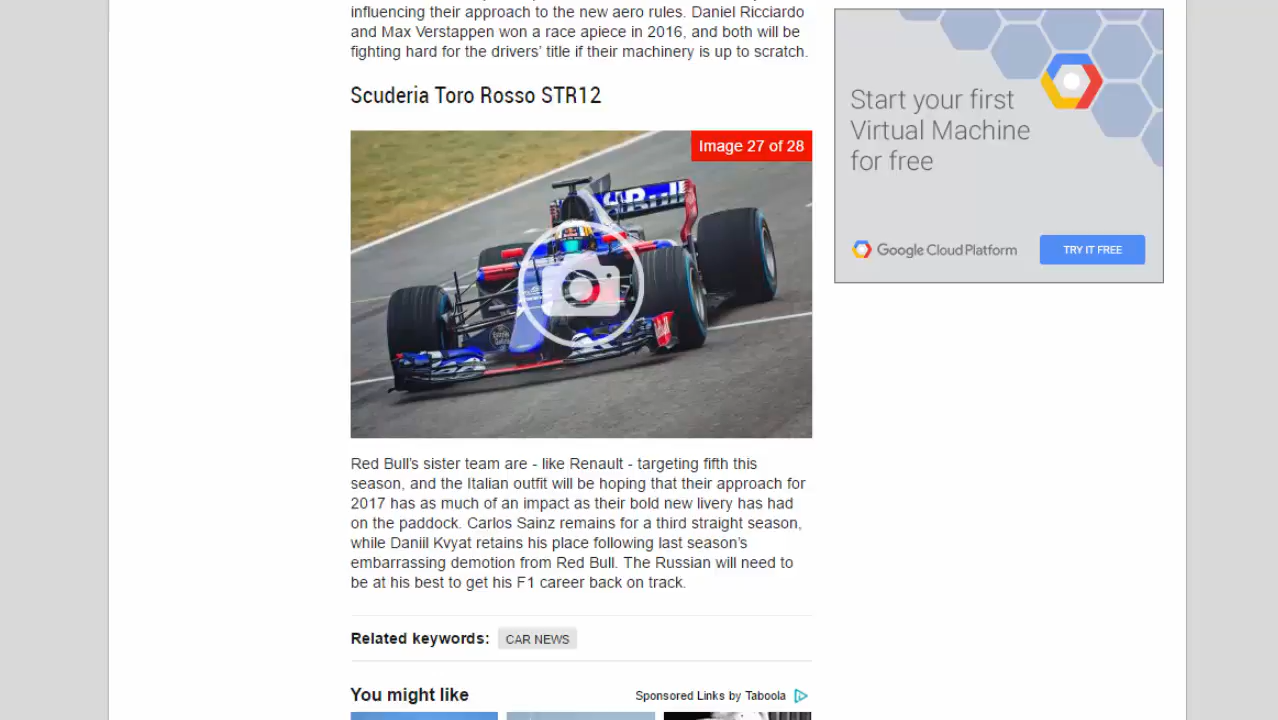 influencing their approach to the new aero rules. Daniel Ricciardo
and Max Verstappen won a race apiece in 2016, and both will be
fighting hard for the drivers' title if their machinery is up to scratch.
Scuderia Toro Rosso STR12
Image 27 of 28
Red Bull's sister team are - like Renault - targeting fifth this
season, and the Italian outfit will be hoping that their approach for
2017 has as much of an impact as their bold new livery has had
on the paddock. Carlos Sainz remains for a third straight season,
while Daniil Kvyat retains his place following last season's
embarrassing demotion from Red Bull. The Russian will need to
be at his best to get his F1 career back on track.
Related keywords: CAR NEWS
You might like
Sponsored Links by Taboola
Start your first
Virtual Machine
for free
Google Cloud Platform
TRY IT FREE